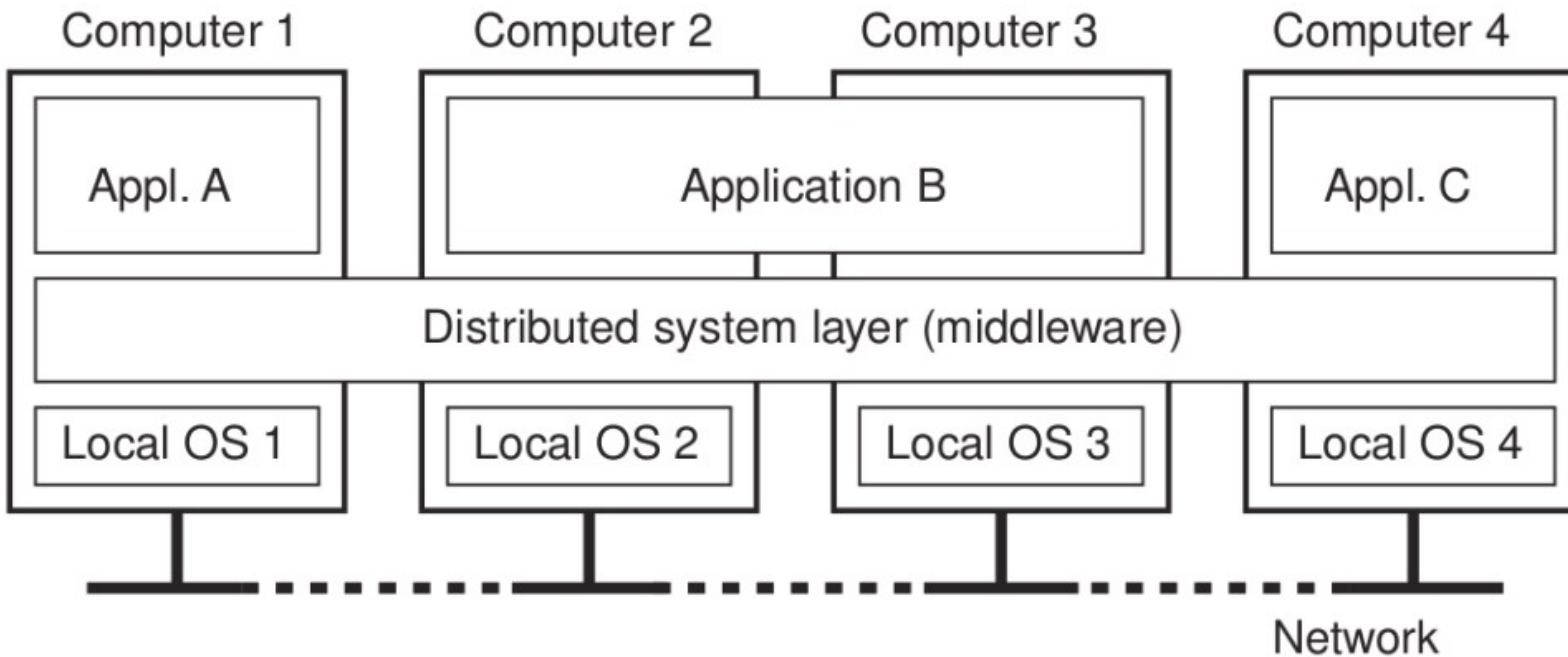 Computer 1
Computer 2
Computer 3
Computer 4
Appl. A
Application B
Appl. C
Distributed system layer (middleware)
Local OS 1
Local OS 2
Local OS 3
Local OS 4
Network